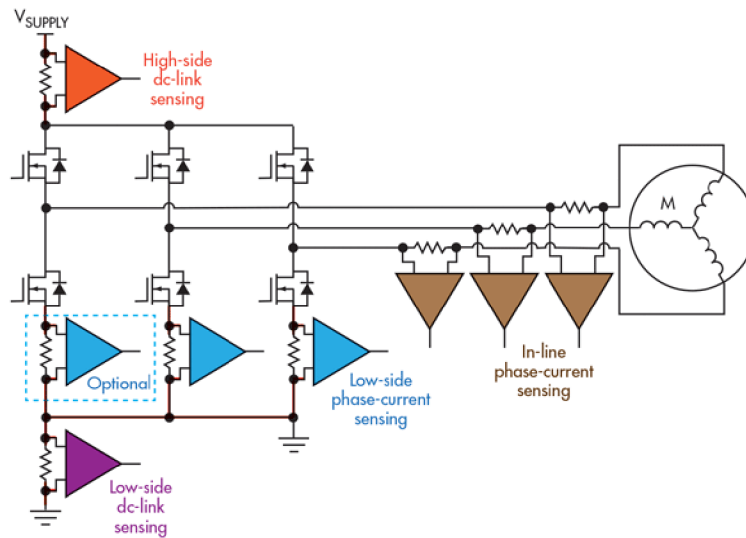 VSUPPLY
High-side
dc-link
sensing
M
Optional
Low-side
phase-current
sensing
In-line
phase-current
sensing
Low-side
dc-link
sensing